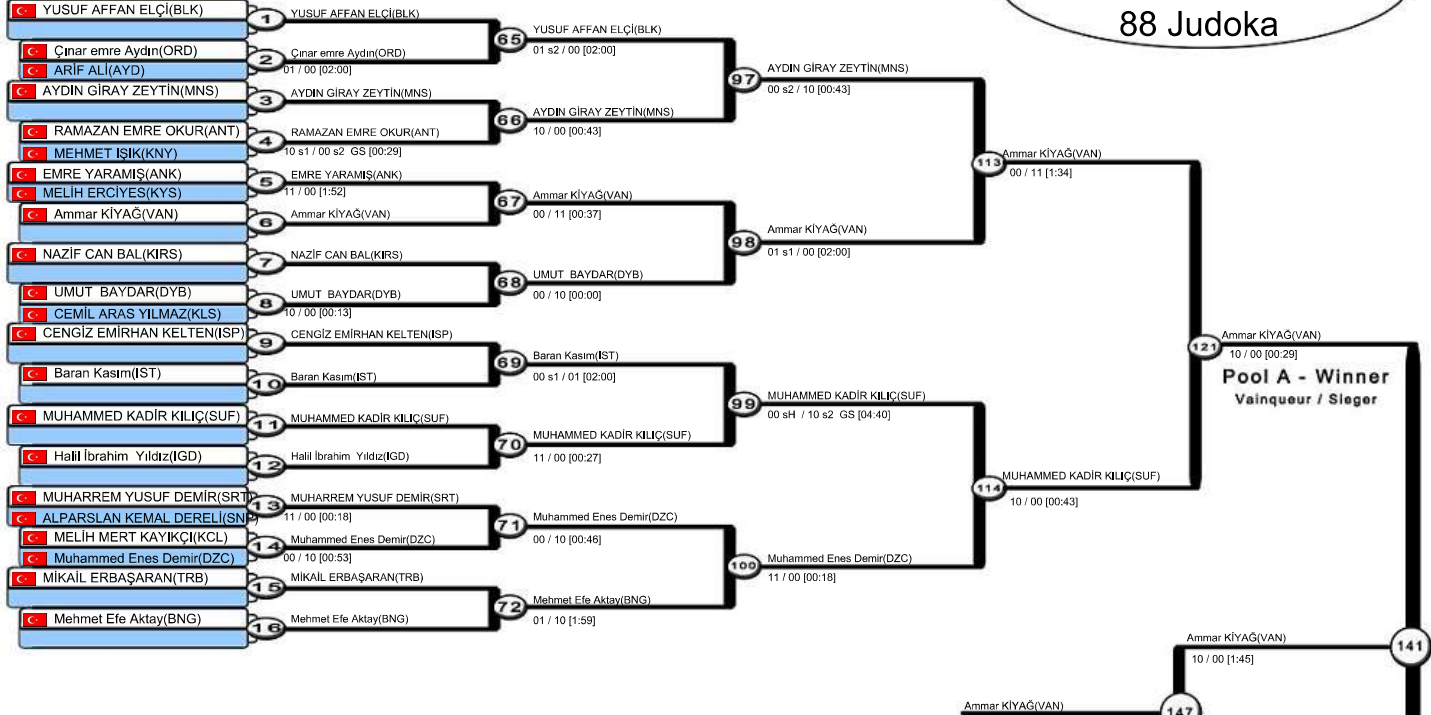 88 Judoka
YUSUF AFFAN ELÇİ(BLK)
1
Çınar emre Aydın(ORD)
2
ARİF ALİ(AYD)
AYDIN GİRAY ZEYTİN(MNS)
3
RAMAZAN EMRE OKUR(ANT)
4
MEHMET IŞIK(KNY)
EMRE YARAMIŞ(ANK)
5
MELİH ERCİYES(KYS)
Ammar KİYAĞ(VAN)
6
NAZİF CAN BAL(KIRS)
7
UMUT BAYDAR(DYB)
8
CEMİL ARAS YILMAZ(KLS)
CENGİZ EMİRHAN KELTEN(ISP)
9
Baran Kasım(IST)
10
MUHAMMED KADİR KILIÇ(SUF)
11
Halil İbrahim Yıldız(IGD)
12
MUHARREM YUSUF DEMİR(SRT)
13
ALPARSLAN KEMAL DERELİ(SNP)
MELİH MERT KAYIKÇI(KCL)
14
Muhammed Enes Demir(DZC)
MİKAİL ERBAŞARAN(TRB)
15
Mehmet Efe Aktay(BNG)
16
YUSUF AFFAN ELÇİ(BLK)
65
Çınar emre Aydın(ORD)
01 / 00 [02:00]
AYDIN GİRAY ZEYTİN(MNS)
66
RAMAZAN EMRE OKUR(ANT)
10 s1 / 00 s2 GS [00:29]
EMRE YARAMIŞ(ANK)
11 / 00 [1:52]
67
Ammar KİYAĞ(VAN)
NAZİF CAN BAL(KIRS)
68
UMUT BAYDAR(DYB)
10 / 00 [00:13]
CENGİZ EMİRHAN KELTEN(ISP)
69
Baran Kasım(IST)
MUHAMMED KADİR KILIÇ(SUF)
70
Halil İbrahim Yıldız(IGD)
MUHARREM YUSUF DEMİR(SRT)
11 / 00 [00:18]
71
Muhammed Enes Demir(DZC)
00 / 10 [00:53]
MİKAİL ERBAŞARAN(TRB)
72
Mehmet Efe Aktay(BNG)
YUSUF AFFAN ELÇİ(BLK)
01 s2 / 00 [02:00]
97
AYDIN GİRAY ZEYTİN(MNS)
10 / 00 [00:43]
Ammar KİYAĞ(VAN)
00 / 11 [00:37]
98
UMUT BAYDAR(DYB)
00 / 10 [00:00]
Baran Kasım(IST)
00 s1 / 01 [02:00]
99
MUHAMMED KADİR KILIÇ(SUF)
11 / 00 [00:27]
Muhammed Enes Demir(DZC)
00 / 10 [00:46]
100
Mehmet Efe Aktay(BNG)
01 / 10 [1:59]
AYDIN GİRAY ZEYTİN(MNS)
00 s2 / 10 [00:43]
113
Ammar KİYAĞ(VAN)
01 s1 / 00 [02:00]
MUHAMMED KADİR KILIÇ(SUF)
00 sH / 10 s2 GS [04:40]
114
Muhammed Enes Demir(DZC)
11 / 00 [00:18]
Ammar KİYAĞ(VAN)
00 / 11 [1:34]
121
MUHAMMED KADİR KILIÇ(SUF)
10 / 00 [00:43]
Ammar KİYAĞ(VAN)
10 / 00 [00:29]
Pool A - Winner
Vainqueur / Sieger
Ammar KİYAĞ(VAN)
10 / 00 [1:45]
141
Ammar KİYAĞ(VAN)
147